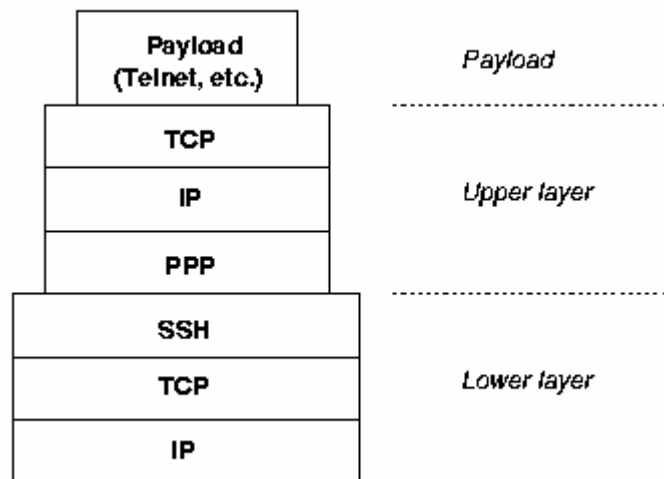 Payload
(Telnet, etc.)
Payload
TCP
IP
Upper layer
PPP
SSH
TCP
Lower layer
IP